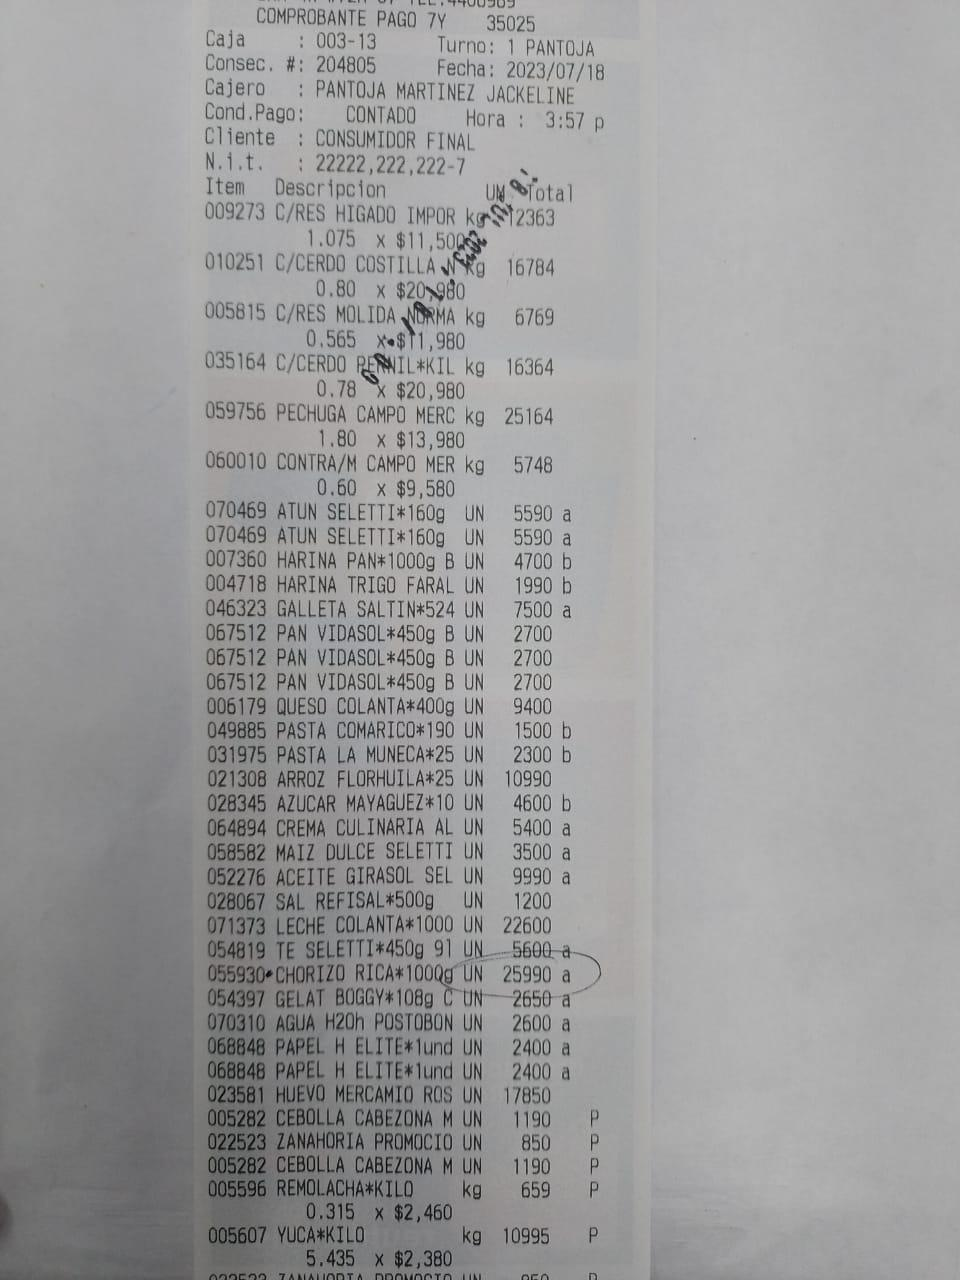 COMPROBANTE PAGO 7Y 35025
Caja : 003-13 Turno: 1 PANTOJA
Consec. #: 204805 Fecha: 2023/07/18
Cajero : PANTOJA MARTINEZ JACKELINE
Cond.Pago: CONTADO Hora : 3:57 p
Cliente : CONSUMIDOR FINAL
N.i.t. : 22222,222,222-7
Item Descripcion UM Total
009273 C/RES HIGADO IMPOR kg 12363
1.075 x $11,500
010251 C/CERDO COSTILLA N kg 16784
0.80 x $20,980
005815 C/RES MOLIDA NORMA kg 6769
0.565 x $11,980
035164 C/CERDO PERNIL*KIL kg 16364
0.78 x $20,980
059756 PECHUGA CAMPO MERC kg 25164
1.80 x $13,980
060010 CONTRA/M CAMPO MER kg 5748
0.60 x $9,580
070469 ATUN SELETTI*160g UN 5590 a
070469 ATUN SELETTI*160g UN 5590 a
007360 HARINA PAN*1000g B UN 4700 b
004718 HARINA TRIGO FARAL UN 1990 b
046323 GALLETA SALTIN*524 UN 7500 a
067512 PAN VIDASOL*450g B UN 2700
067512 PAN VIDASOL*450g B UN 2700
067512 PAN VIDASOL*450g B UN 2700
006179 QUESO COLANTA*400g UN 9400
049885 PASTA COMARICO*190 UN 1500 b
031975 PASTA LA MUNECA*25 UN 2300 b
021308 ARROZ FLORHUILA*25 UN 10990
028345 AZUCAR MAYAGUEZ*10 UN 4600 b
064894 CREMA CULINARIA AL UN 5400 a
058582 MAIZ DULCE SELETTI UN 3500 a
052276 ACEITE GIRASOL SEL UN 9990 a
028067 SAL REFISAL*500g UN 1200
071373 LECHE COLANTA*1000 UN 22600
054819 TE SELETTI*450g 91 UN 5600 a
055930 CHORIZO RICA*1000g UN 25990 a
054397 GELAT BOGGY*108g C UN 2650 a
070310 AGUA H2Oh POSTOBON UN 2600 a
068848 PAPEL H ELITE*1und UN 2400 a
068848 PAPEL H ELITE*1und UN 2400 a
023581 HUEVO MERCAMIO ROS UN 17850
005282 CEBOLLA CABEZONA M UN 1190 P
022523 ZANAHORIA PROMOCIO UN 850 P
005282 CEBOLLA CABEZONA M UN 1190 P
005596 REMOLACHA*KILO kg 659 P
0.315 x $2,460
005607 YUCA*KILO kg 10995 P
5.435 x $2,380
022523 ZANAHORIA PROMOCIO UN 850 P